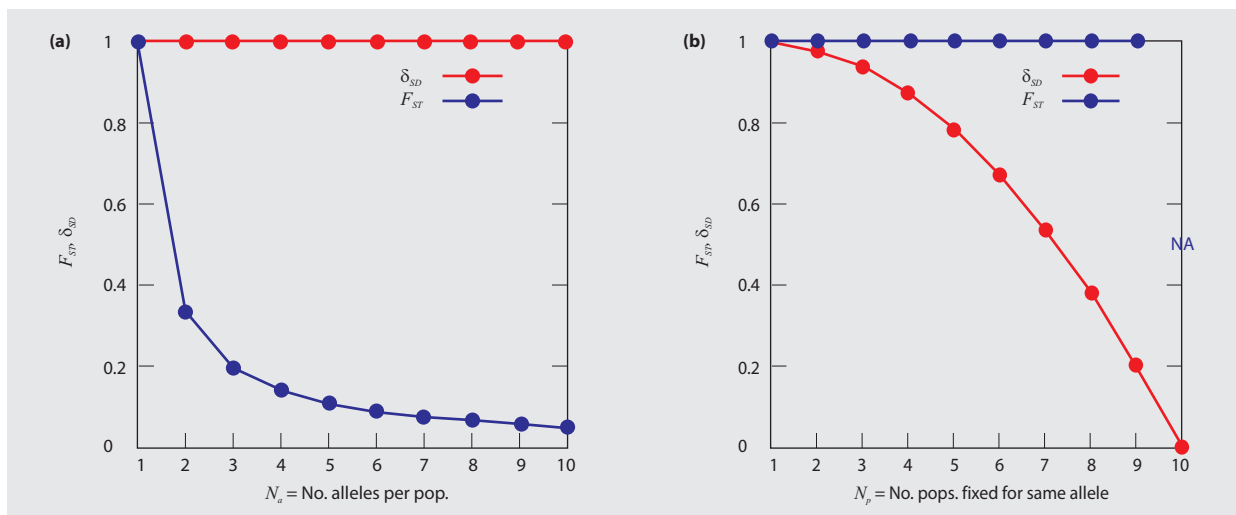 (a)
1
0.8
0.6
0.4
0.2
0
F_ST, δ_SD
δ_SD
F_ST
1 2 3 4 5 6 7 8 9 10
N_a = No. alleles per pop.
(b)
1
0.8
0.6
0.4
0.2
0
F_ST, δ_SD
δ_SD
F_ST
NA
1 2 3 4 5 6 7 8 9 10
N_p = No. pops. fixed for same allele